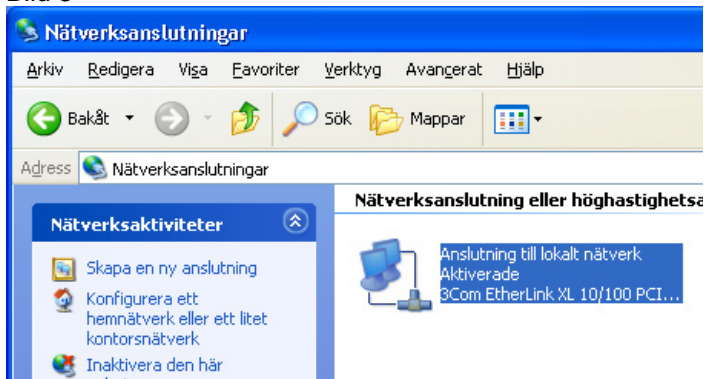 Nätverksanslutningar
Arkiv Redigera Visa Favoriter Verktyg Avancerat Hjälp
Bakåt Sök Mappar
Adress Nätverksanslutningar
Nätverksaktiviteter
Skapa en ny anslutning
Konfigurera ett
hemnätverk eller ett litet
kontorsnätverk
Inaktivera den här
Nätverksanslutning eller höghastighetsa
Anslutning till lokalt nätverk
Aktiverade
3Com EtherLink XL 10/100 PCI...